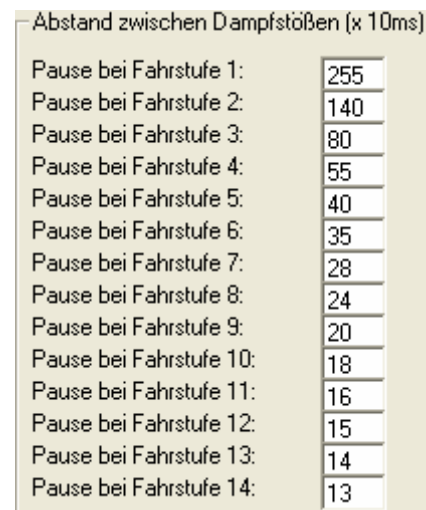 Abstand zwischen Dampfstößen (x 10ms)
Pause bei Fahrstufe 1: 255
Pause bei Fahrstufe 2: 140
Pause bei Fahrstufe 3: 80
Pause bei Fahrstufe 4: 55
Pause bei Fahrstufe 5: 40
Pause bei Fahrstufe 6: 35
Pause bei Fahrstufe 7: 28
Pause bei Fahrstufe 8: 24
Pause bei Fahrstufe 9: 20
Pause bei Fahrstufe 10: 18
Pause bei Fahrstufe 11: 16
Pause bei Fahrstufe 12: 15
Pause bei Fahrstufe 13: 14
Pause bei Fahrstufe 14: 13